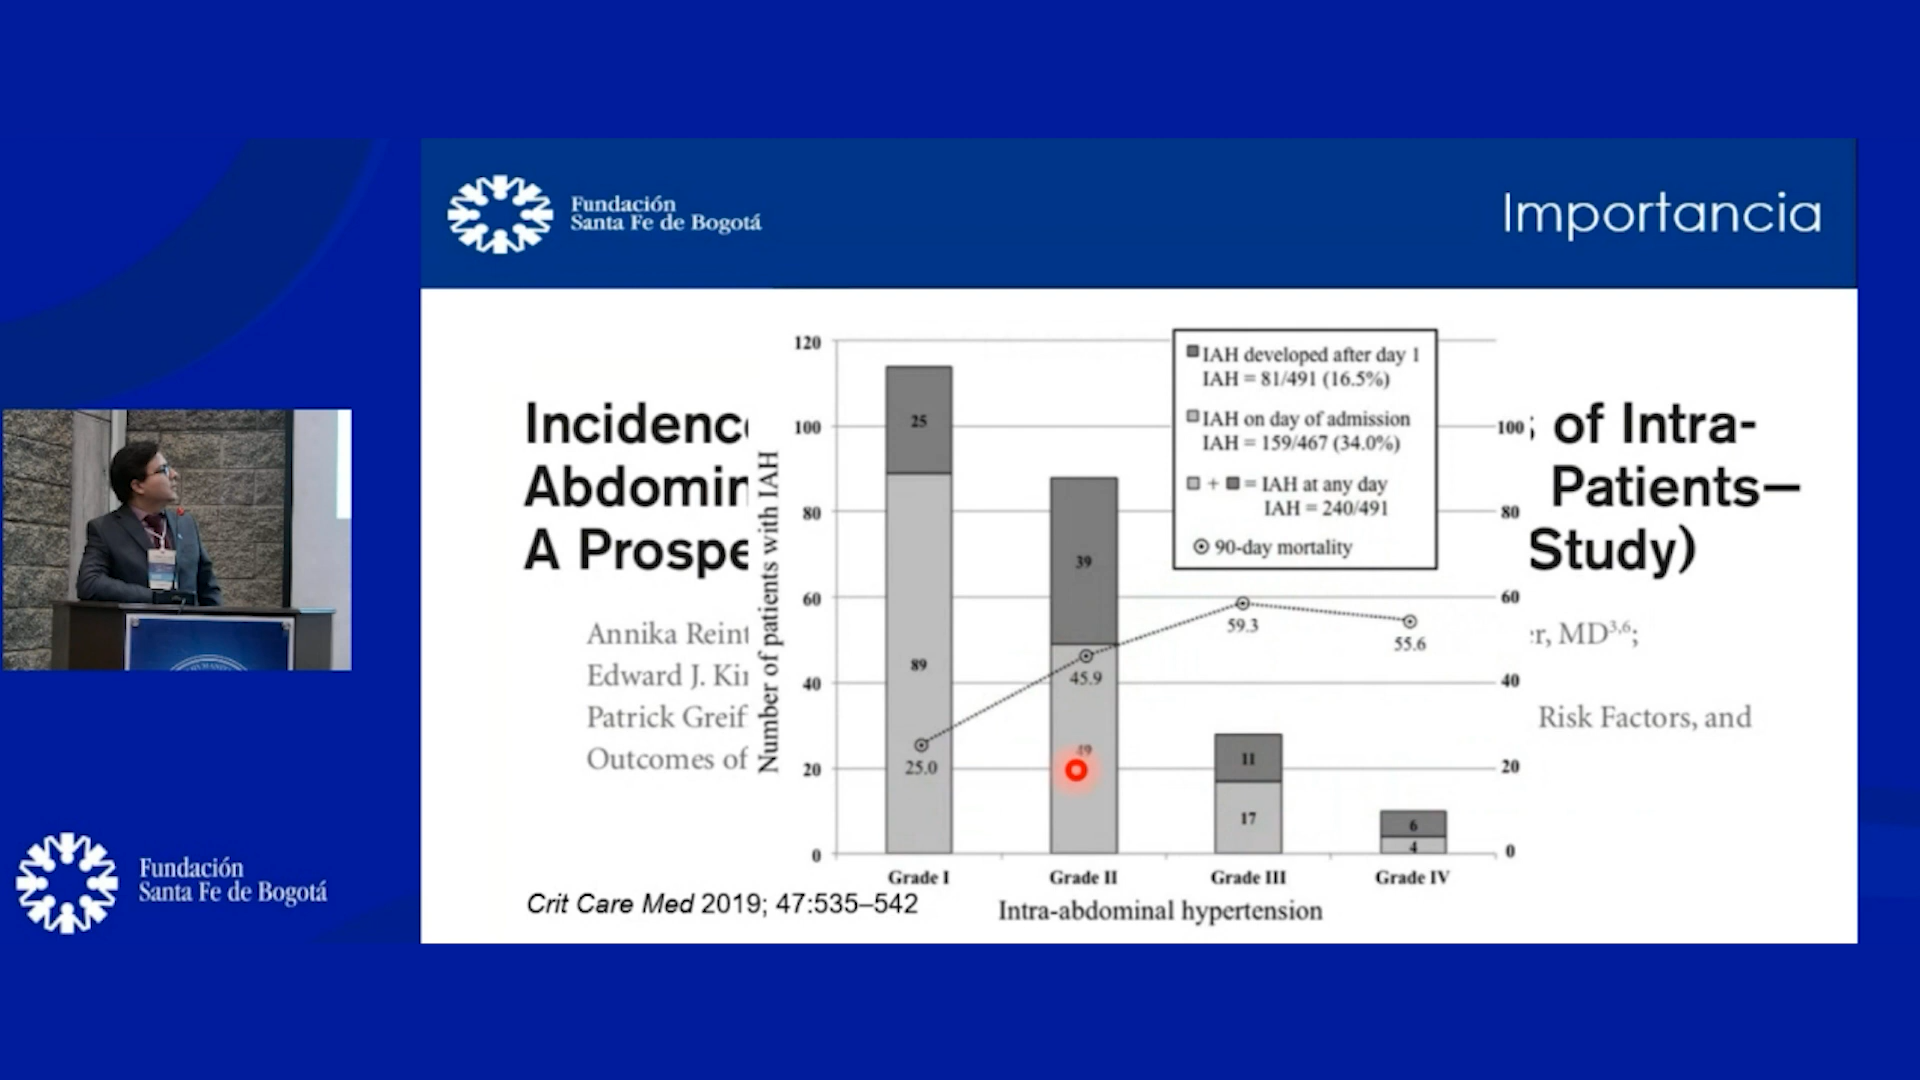 Fundación
Santa Fe de Bogotá
Importancia
Incidenc
of Intra-
Abdomin
Patients—
A Prospe
Study)
Annika Reint
r, MD3,6;
Edward J. Ki
Patrick Greif
Risk Factors, and
Outcomes of
Number of patients with IAH
120
100
80
60
40
20
0
100
80
60
40
20
0
IAH developed after day 1
IAH = 81/491 (16.5%)
IAH on day of admission
IAH = 159/467 (34.0%)
+ = IAH at any day
IAH = 240/491
90-day mortality
25
89
25.0
39
45.9
49
59.3
11
17
55.6
6
4
Grade I
Grade II
Grade III
Grade IV
Intra-abdominal hypertension
Crit Care Med 2019; 47:535–542
Fundación
Santa Fe de Bogotá